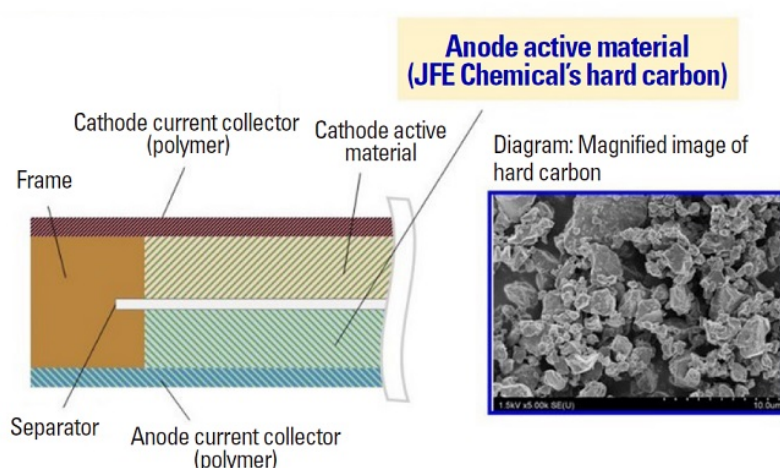 Anode active material
(JFE Chemical's hard carbon)
Cathode current collector
(polymer)
Cathode active
material
Diagram: Magnified image of
hard carbon
Frame
Separator
Anode current collector
(polymer)
1.5kV x5.00k SE(U)
10.0um